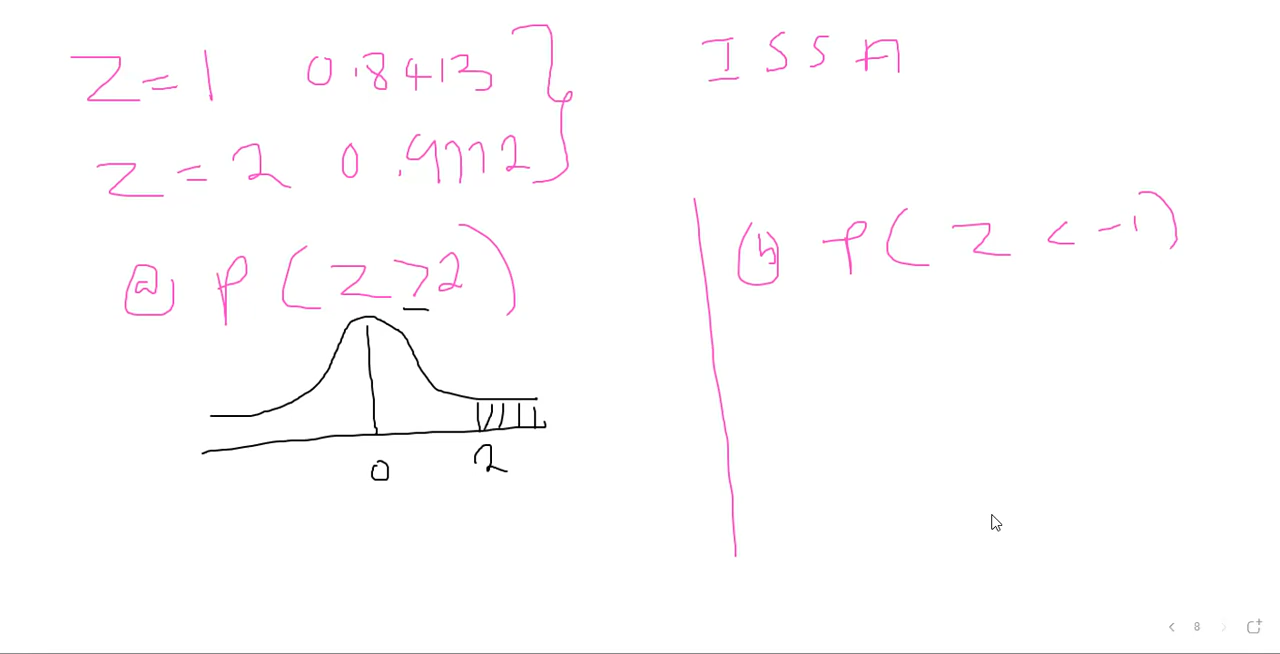 Z = 1 0.8413
ISSA
Z = 2 0.9772
ⓐ P(Z > 2)
ⓑ P(Z < -1)
0 2
8